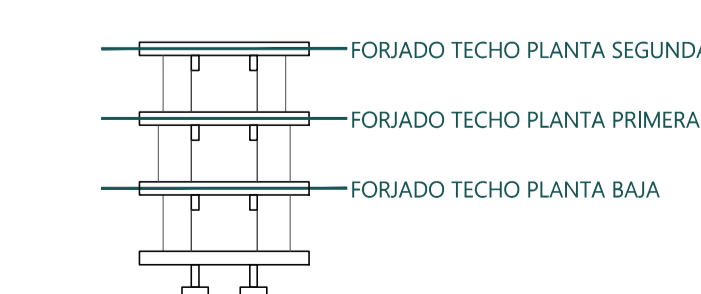 FORJADO TECHO PLANTA SEGUNDA
FORJADO TECHO PLANTA PRIMERA
FORJADO TECHO PLANTA BAJA